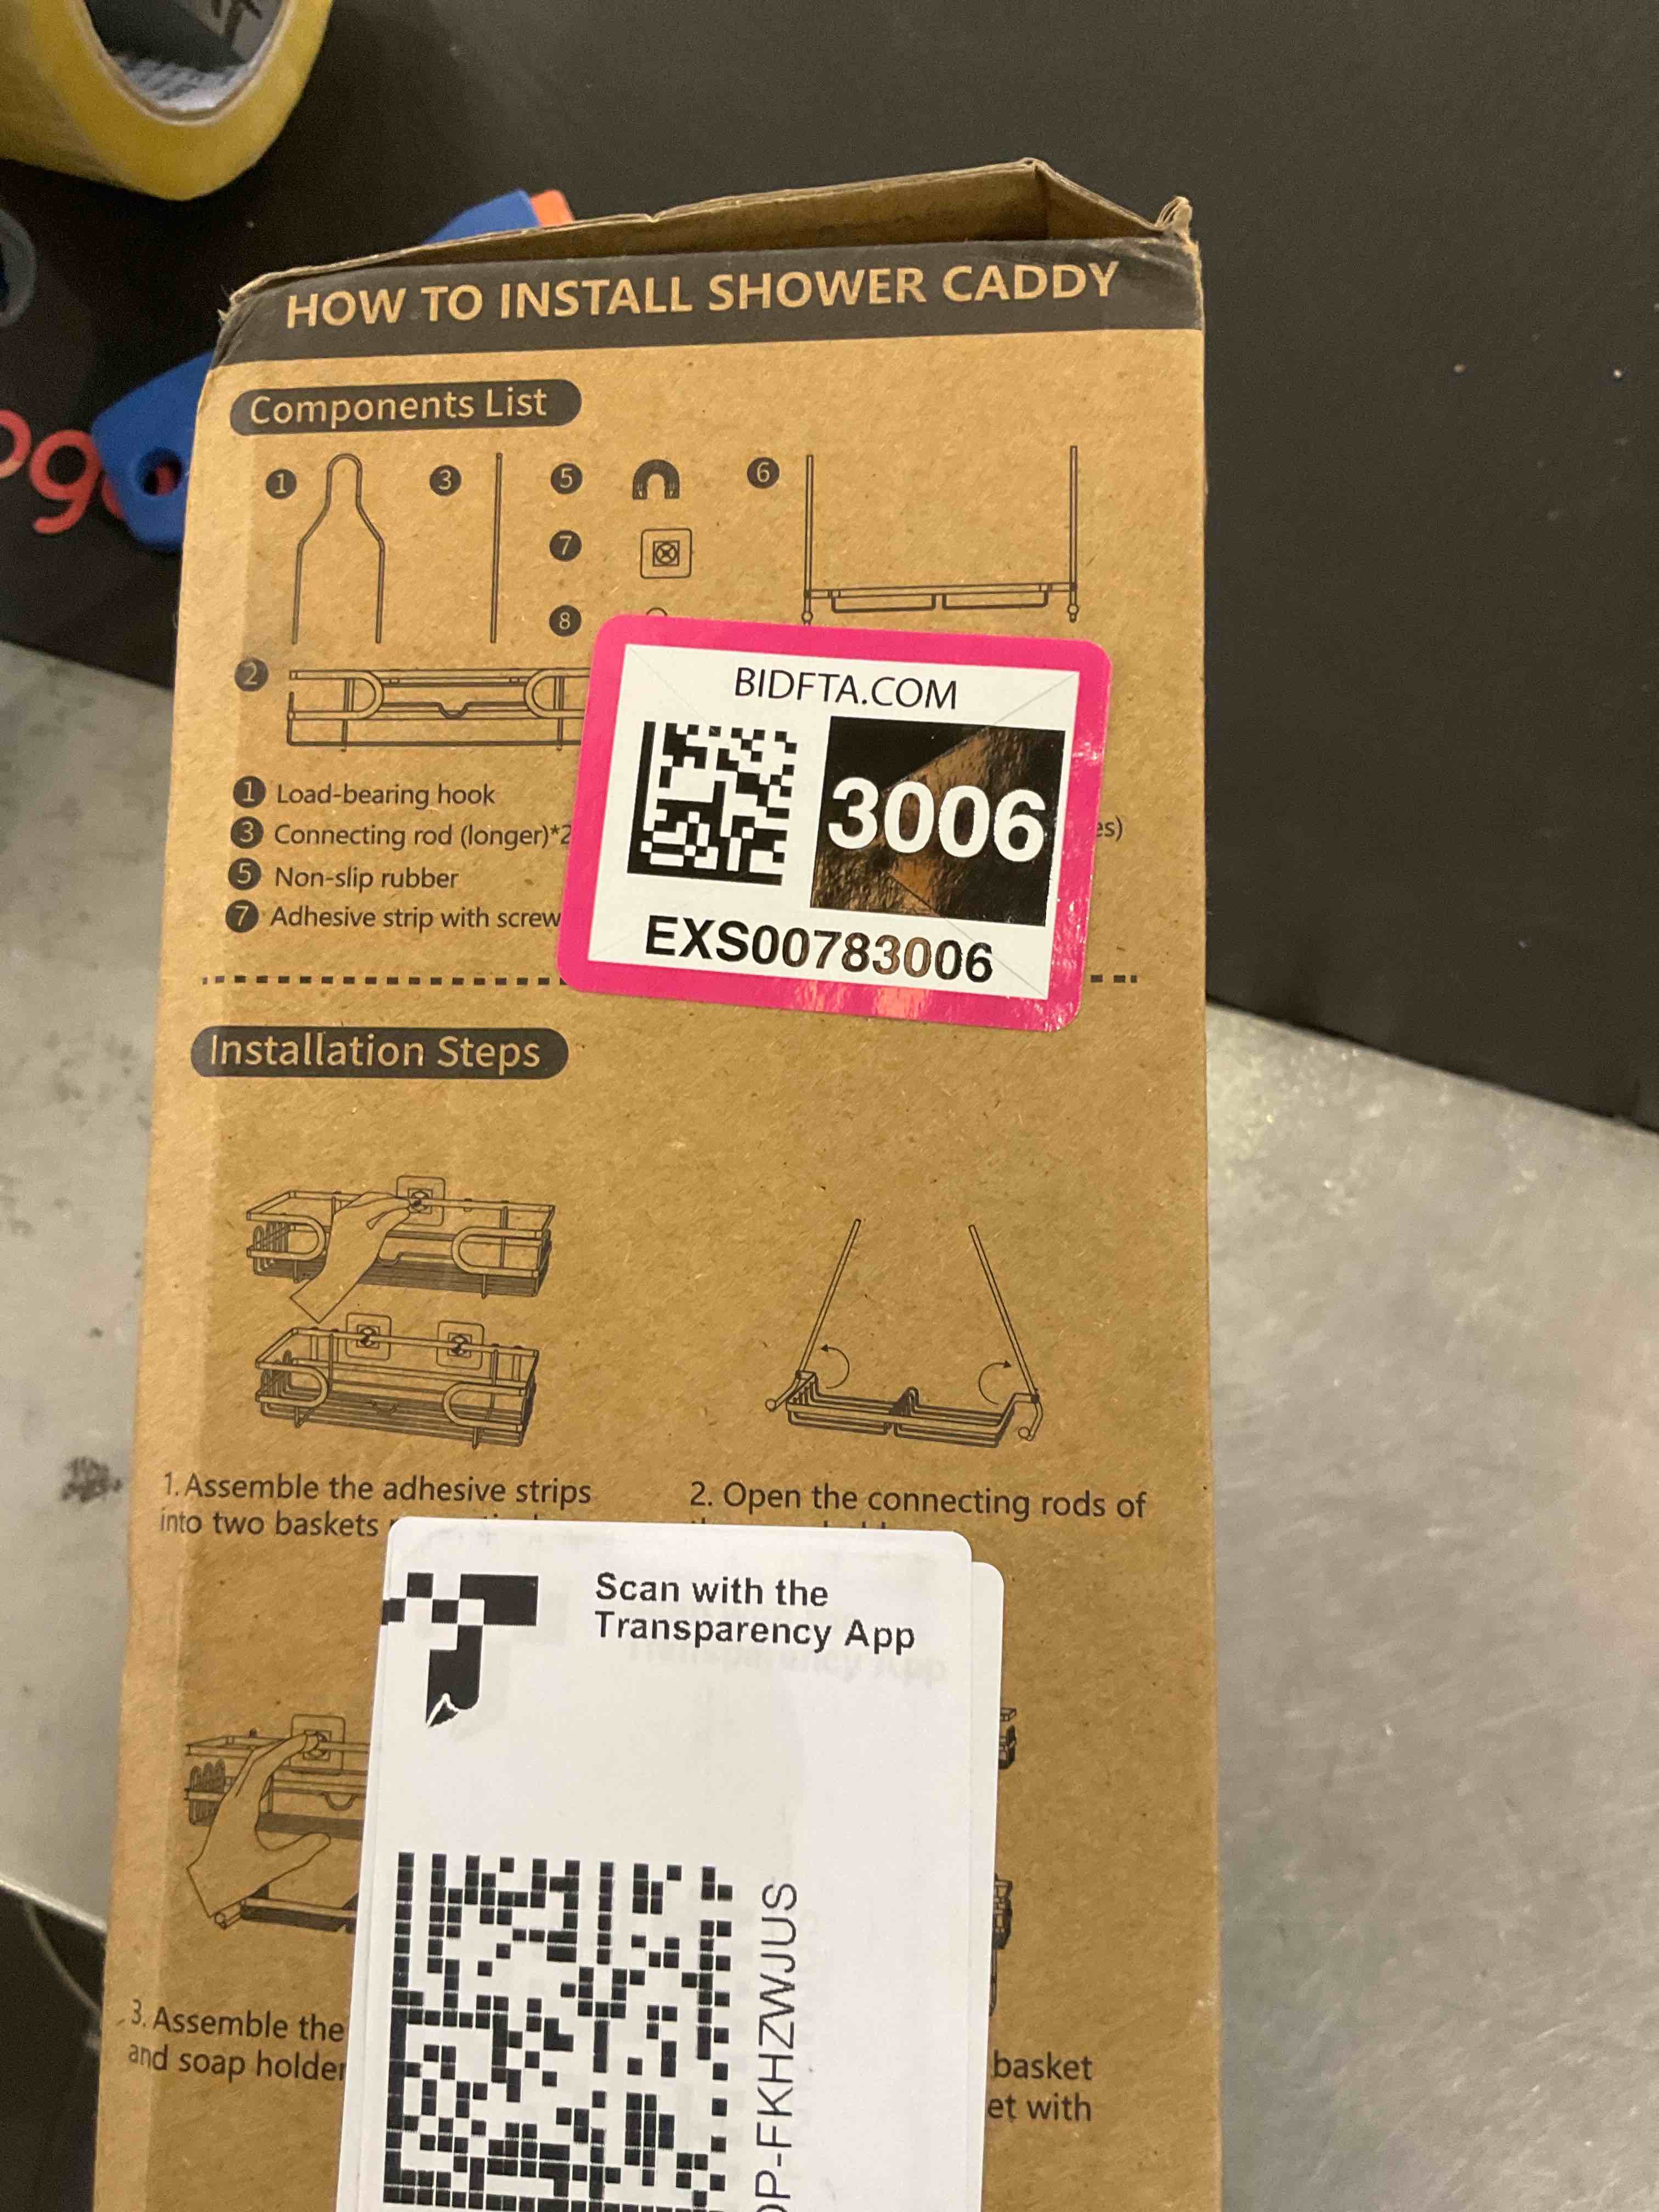 HOW TO INSTALL SHOWER CADDY
Components List
1
3
5
6
7
8
2
1 Load-bearing hook
3 Connecting rod (longer)*2
5 Non-slip rubber
7 Adhesive strip with screw
es)
BIDFTA.COM
3006
EXS00783006
Installation Steps
1. Assemble the adhesive strips
into two baskets
2. Open the connecting rods of
Scan with the
Transparency App
3. Assemble the
and soap holder
basket
et with
P-FKHZWJUS